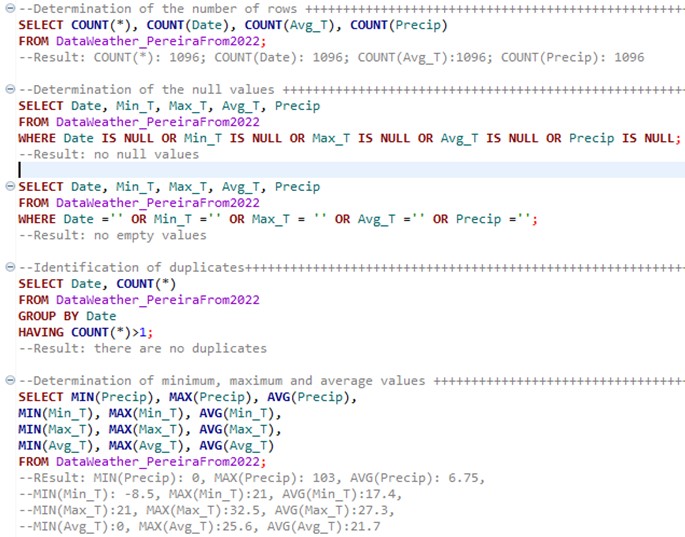 --Determination of the number of rows ++++++++++++++++++++++++++++++++++++++++++++++++++
SELECT COUNT(*), COUNT(Date), COUNT(Avg_T), COUNT(Precip)
FROM DataWeather_PereiraFrom2022;
--Result: COUNT(*): 1096; COUNT(Date): 1096; COUNT(Avg_T):1096; COUNT(Precip): 1096
--Determination of the null values +++++++++++++++++++++++++++++++++++++++++++++++++++++
SELECT Date, Min_T, Max_T, Avg_T, Precip
FROM DataWeather_PereiraFrom2022
WHERE Date IS NULL OR Min_T IS NULL OR Max_T IS NULL OR Avg_T IS NULL OR Precip IS NULL;
--Result: no null values
SELECT Date, Min_T, Max_T, Avg_T, Precip
FROM DataWeather_PereiraFrom2022
WHERE Date ='' OR Min_T ='' OR Max_T = '' OR Avg_T ='' OR Precip ='';
--Result: no empty values
--Identification of duplicates++++++++++++++++++++++++++++++++++++++++++++++++++++++++++
SELECT Date, COUNT(*)
FROM DataWeather_PereiraFrom2022
GROUP BY Date
HAVING COUNT(*)>1;
--Result: there are no duplicates
--Determination of minimum, maximum and average values +++++++++++++++++++++++++++++++++
SELECT MIN(Precip), MAX(Precip), AVG(Precip),
MIN(Min_T), MAX(Min_T), AVG(Min_T),
MIN(Max_T), MAX(Max_T), AVG(Max_T),
MIN(Avg_T), MAX(Avg_T), AVG(Avg_T)
FROM DataWeather_PereiraFrom2022;
--REsult: MIN(Precip): 0, MAX(Precip): 103, AVG(Precip): 6.75,
--MIN(Min_T): -8.5, MAX(Min_T):21, AVG(Min_T):17.4,
--MIN(Max_T):21, MAX(Max_T):32.5, AVG(Max_T):27.3,
--MIN(Avg_T):0, MAX(Avg_T):25.6, AVG(Avg_T):21.7